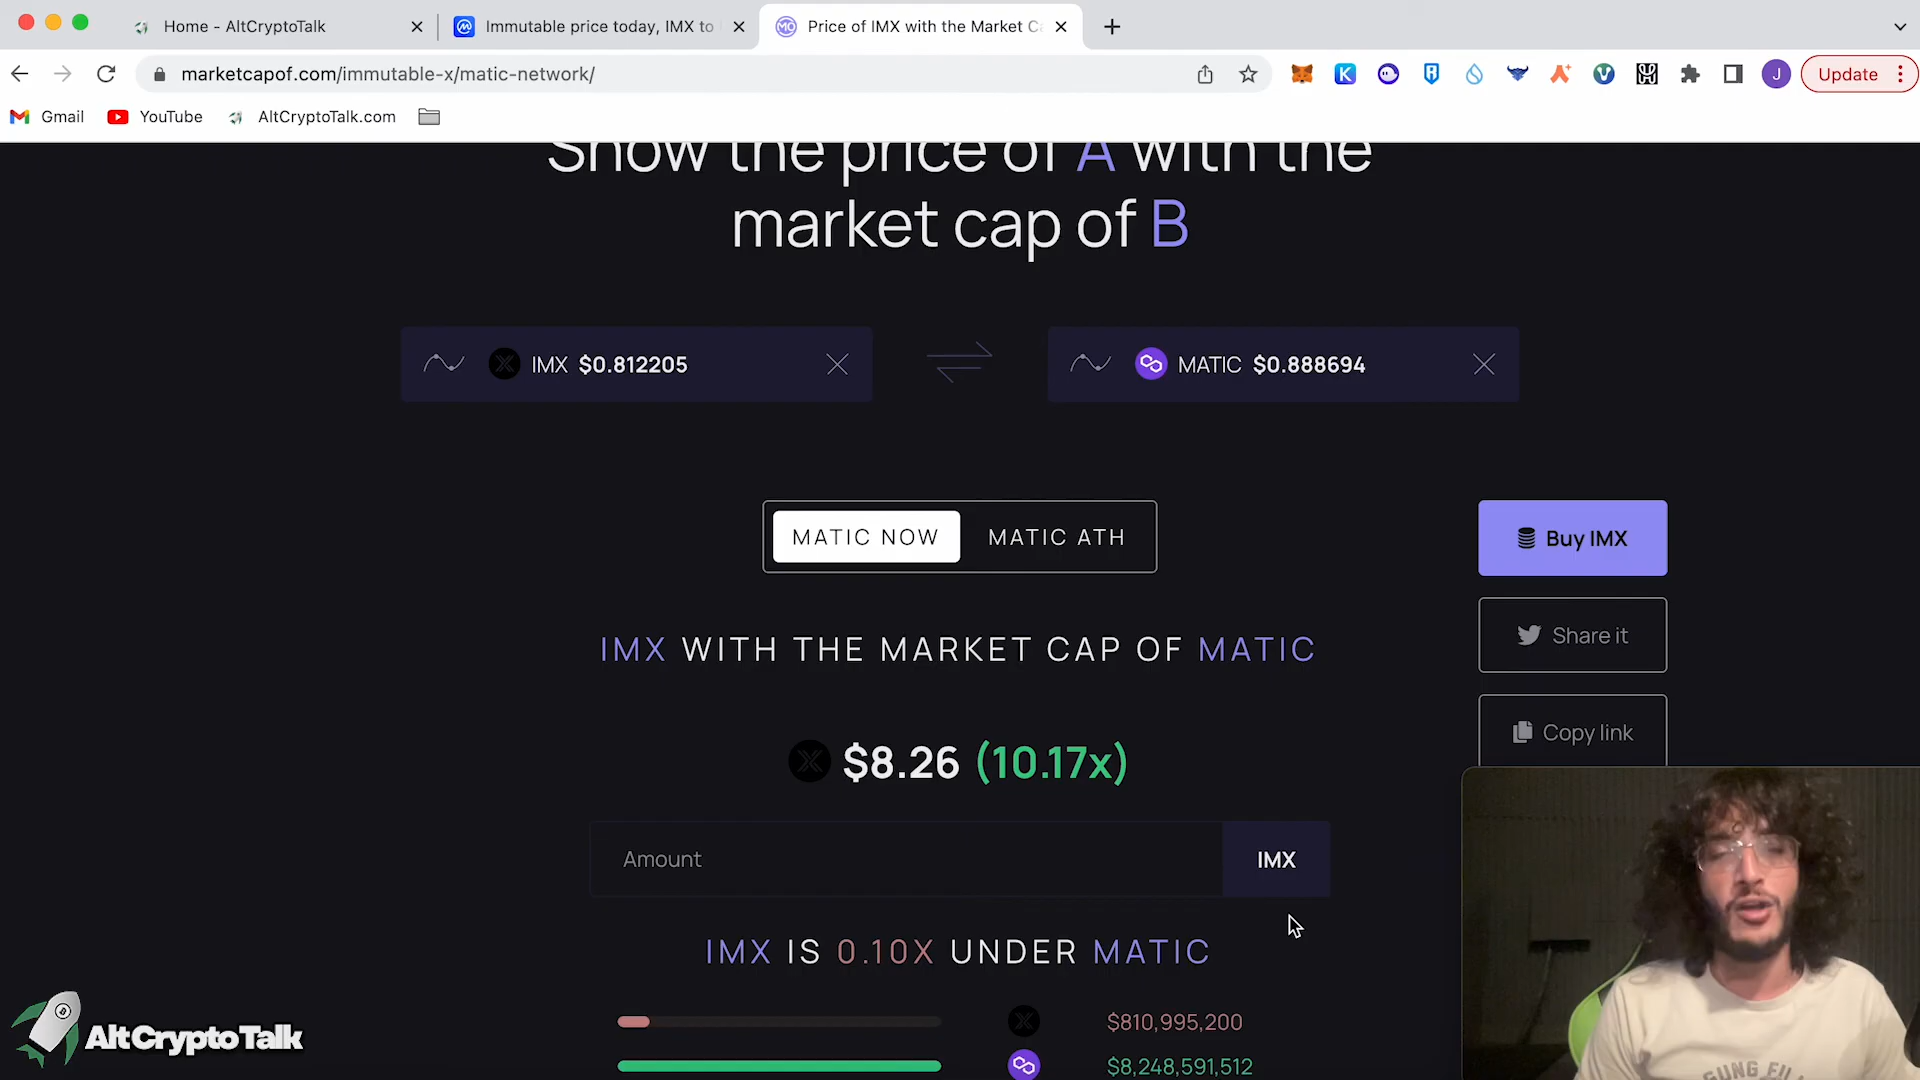 Home - AltCryptoTalk
Immutable price today, IMX to
Price of IMX with the Market Ca
marketcapof.com/immutable-x/matic-network/
J
Update
Gmail
YouTube
AltCryptoTalk.com
Show the price of A with the
market cap of B
IMX $0.812205
MATIC $0.888694
MATIC NOW
MATIC ATH
Buy IMX
IMX WITH THE MARKET CAP OF MATIC
Share it
Copy link
$8.26 (10.17x)
Amount
IMX
IMX IS 0.10X UNDER MATIC
$810,995,200
$8,248,591,512
AltCryptoTalk